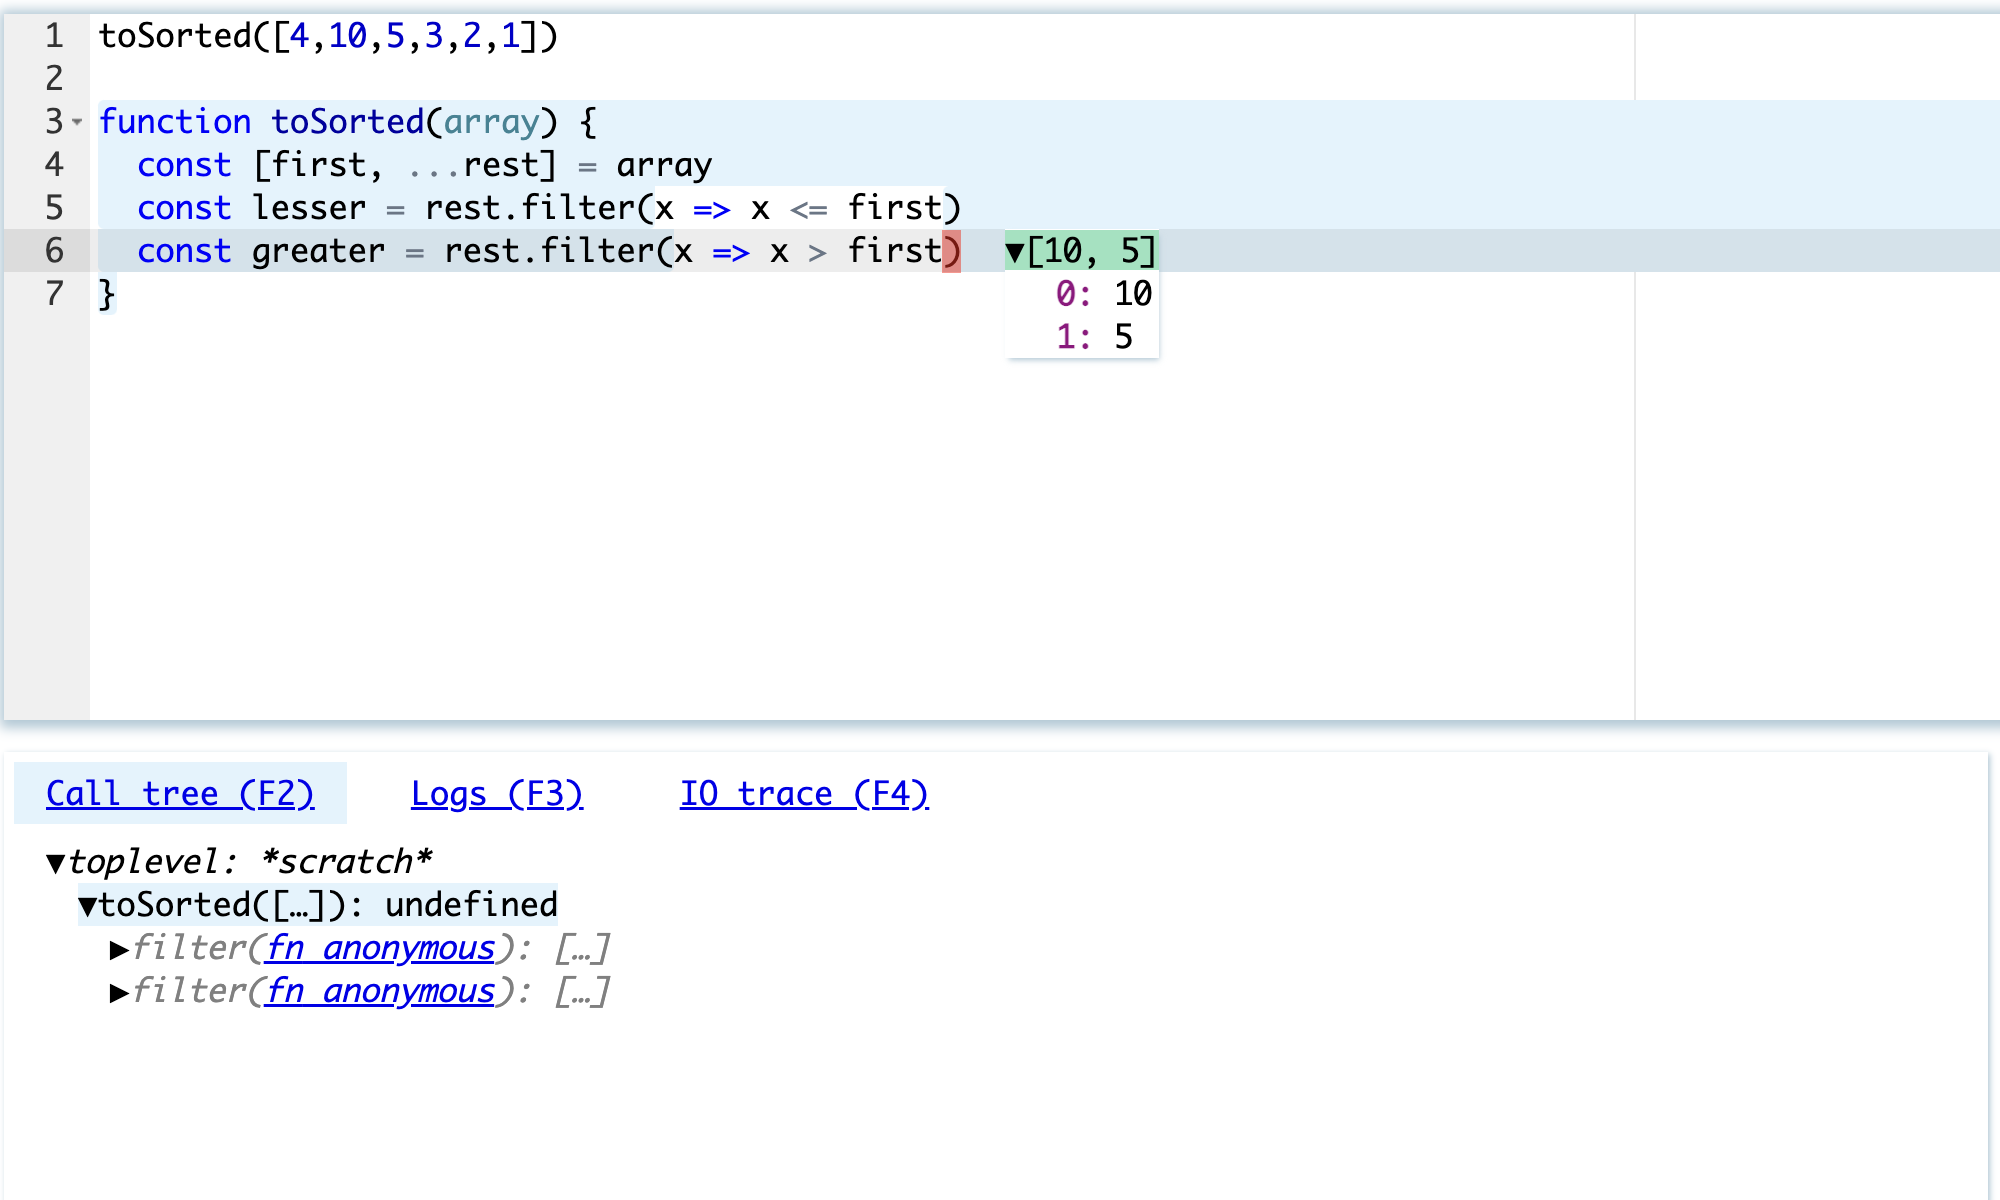 1 toSorted([4,10,5,3,2,1])
2
3 function toSorted(array) {
4 const [first, ...rest] = array
5 const lesser = rest.filter(x => x <= first)
6 const greater = rest.filter(x => x > first) ▼[10, 5]
7 }
0: 10
1: 5
Call tree (F2) Logs (F3) IO trace (F4)
▼toplevel: *scratch*
▼toSorted([…]): undefined
▶filter(fn anonymous): […]
▶filter(fn anonymous): […]